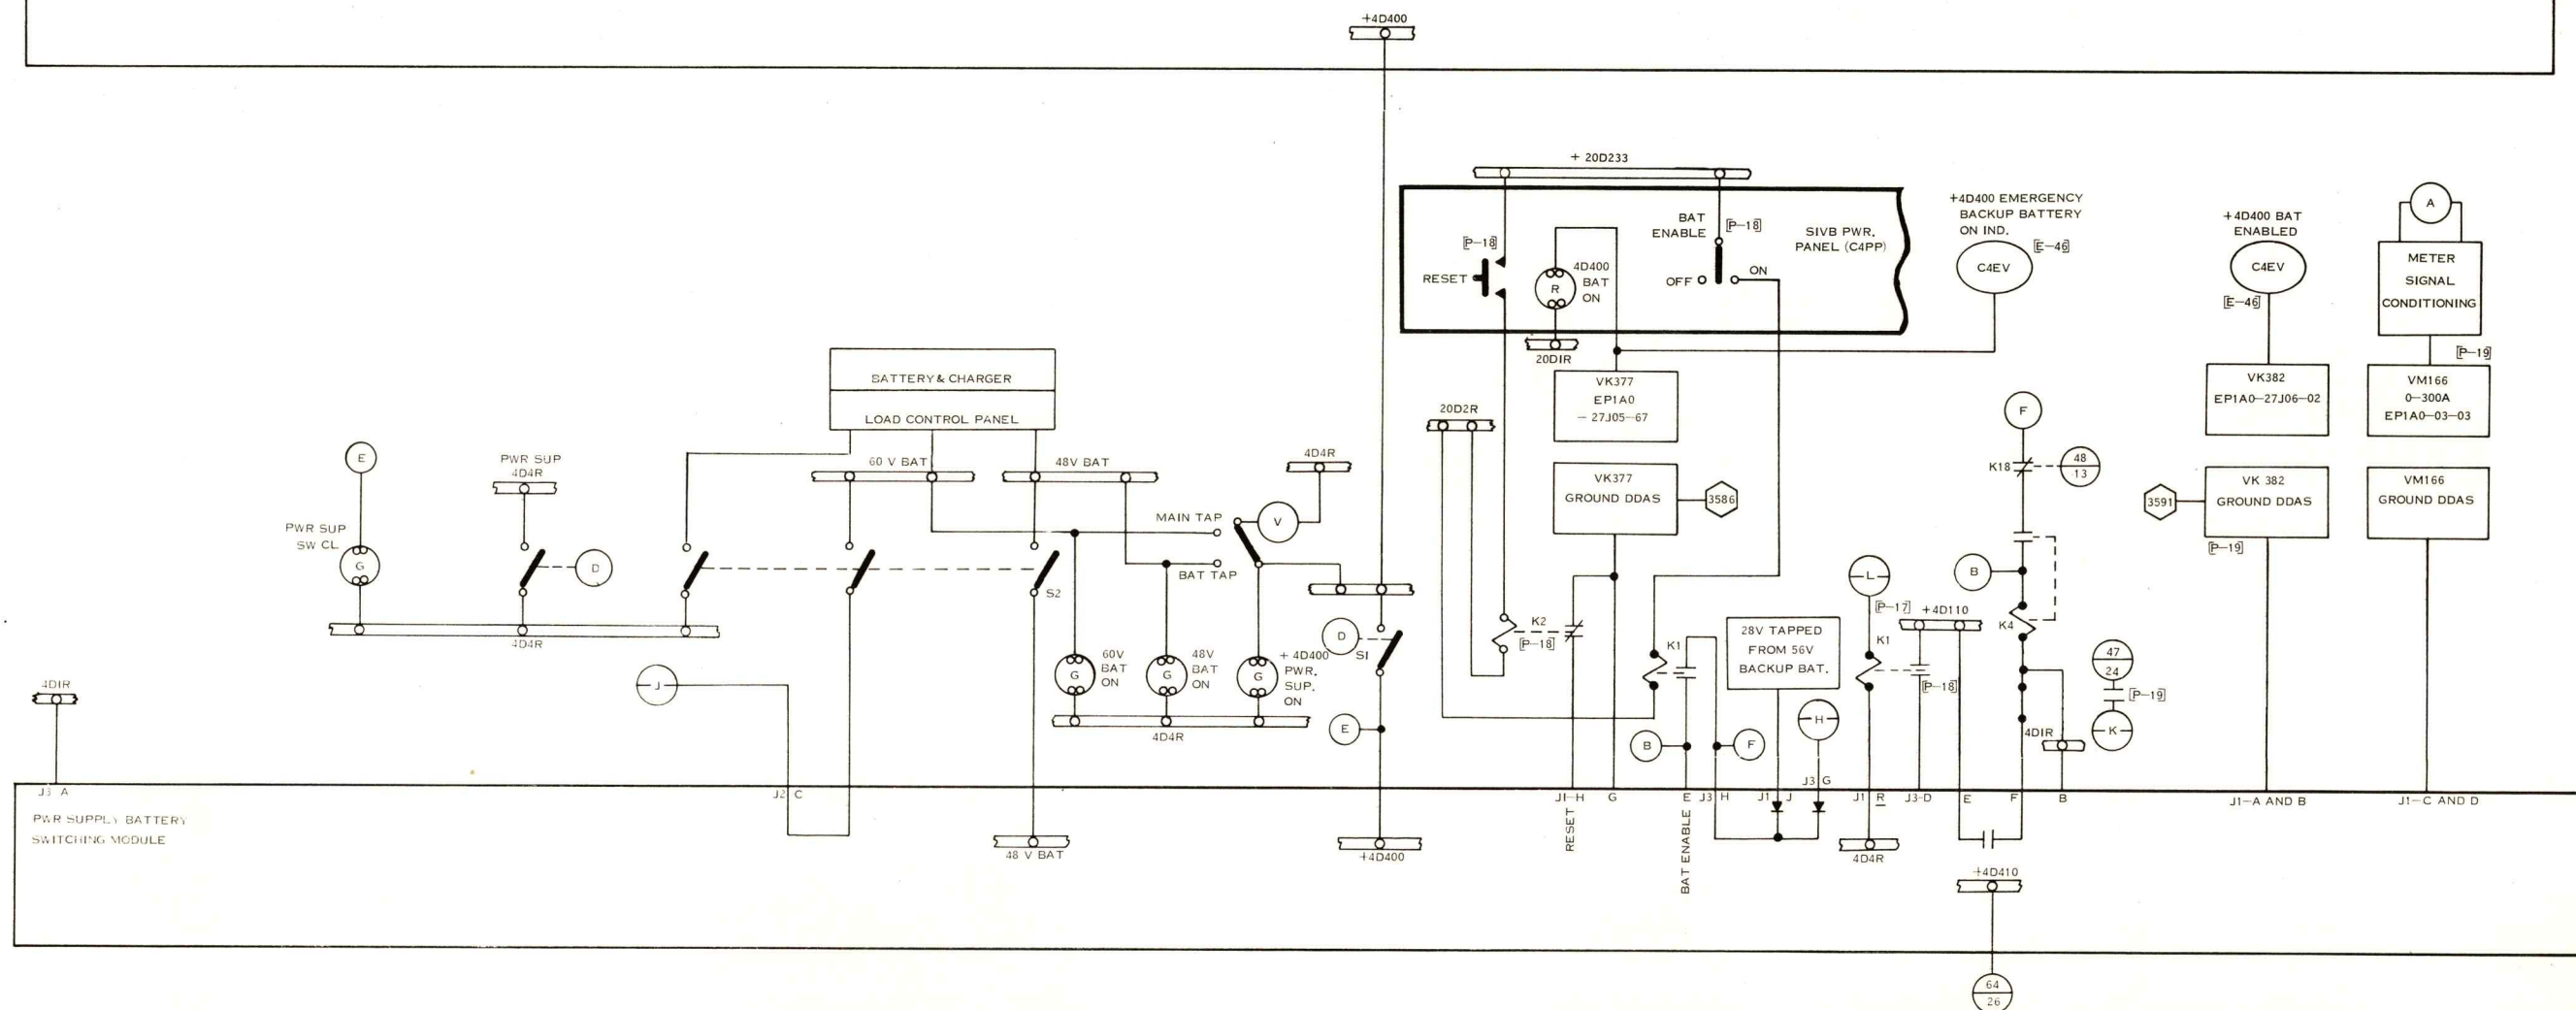 +4D400
+ 20D233
[P-18]
RESET
R
4D400
BAT
ON
BAT
ENABLE
[P-18]
OFF
ON
SIVB PWR.
PANEL (C4PP)
20DIR
+4D400 EMERGENCY
BACKUP BATTERY
ON IND.
[E-46]
C4EV
+4D400 BAT
ENABLED
C4EV
[E-46]
A
METER
SIGNAL
CONDITIONING
[P-19]
VK377
EP1A0
- 27J05-67
VK382
EP1A0-27J06-02
VM166
0-300A
EP1A0-03-03
VK377
GROUND DDAS
3586
3591
VK 382
GROUND DDAS
[P-19]
VM166
GROUND DDAS
BATTERY & CHARGER
LOAD CONTROL PANEL
60 V BAT
48V BAT
E
PWR SUP
SW CL
G
PWR SUP
4D4R
D
4D4R
S2
MAIN TAP
BAT TAP
V
4D4R
60V
BAT
ON
G
48V
BAT
ON
G
+ 4D400
PWR.
SUP.
ON
G
4D4R
D
S1
E
20D2R
K2
[P-18]
K1
28V TAPPED
FROM 56V
BACKUP BAT.
B
F
H
L
[P-17]
K1
+4D110
[P-18]
F
K18
48
13
B
K4
4DIR
47
24
[P-19]
K
4DIR
J
J3 A
J2 C
J1-H
G
E
J3 H
J1 J
J3 G
J1 R
J3-D
E
F
B
J1-A AND B
J1-C AND D
PWR SUPPLY BATTERY
SWITCHING MODULE
48 V BAT
+4D400
RESET
BAT ENABLE
4D4R
+4D410
64
26